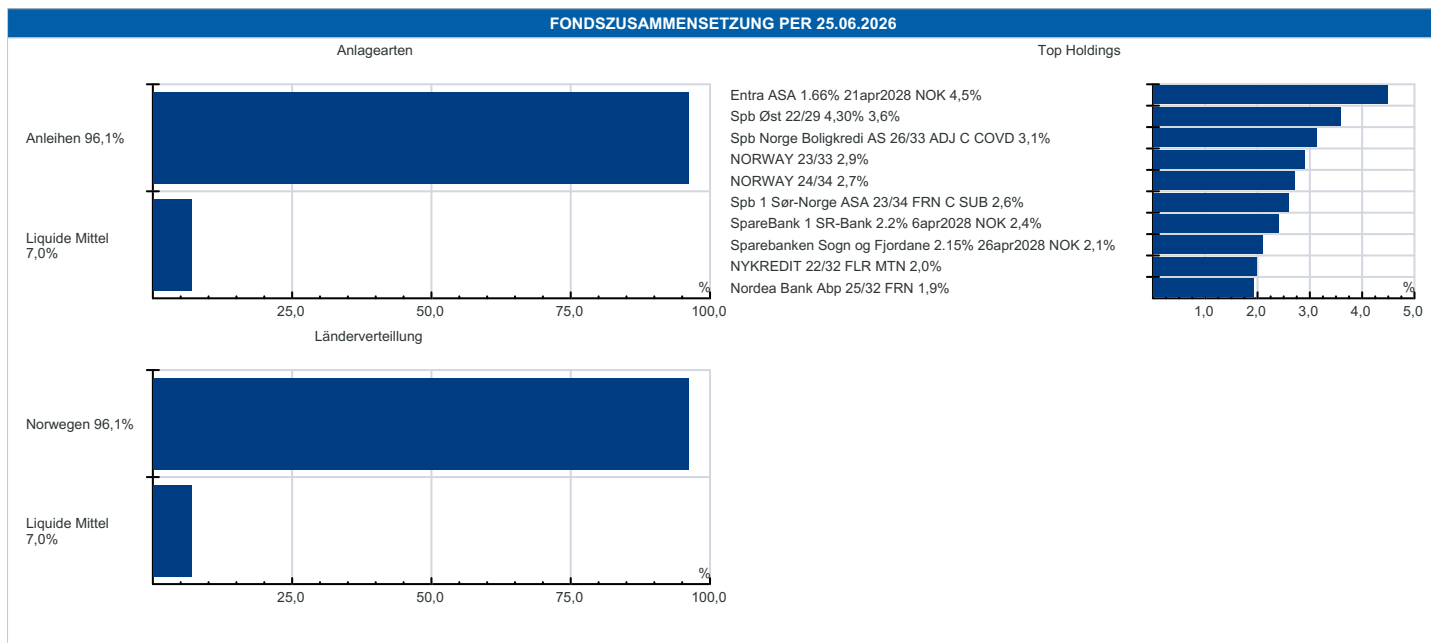 FONDSZUSAMMENSETZUNG PER 25.06.2026
Anlagearten
Anleihen 96,1%
Liquide Mittel
7,0%
%
25,0 50,0 75,0 100,0
Länderverteillung
Norwegen 96,1%
Liquide Mittel
7,0%
%
25,0 50,0 75,0 100,0
Top Holdings
Entra ASA 1.66% 21apr2028 NOK 4,5%
Spb Øst 22/29 4,30% 3,6%
Spb Norge Boligkredi AS 26/33 ADJ C COVD 3,1%
NORWAY 23/33 2,9%
NORWAY 24/34 2,7%
Spb 1 Sør-Norge ASA 23/34 FRN C SUB 2,6%
SpareBank 1 SR-Bank 2.2% 6apr2028 NOK 2,4%
Sparebanken Sogn og Fjordane 2.15% 26apr2028 NOK 2,1%
NYKREDIT 22/32 FLR MTN 2,0%
Nordea Bank Abp 25/32 FRN 1,9%
%
1,0 2,0 3,0 4,0 5,0